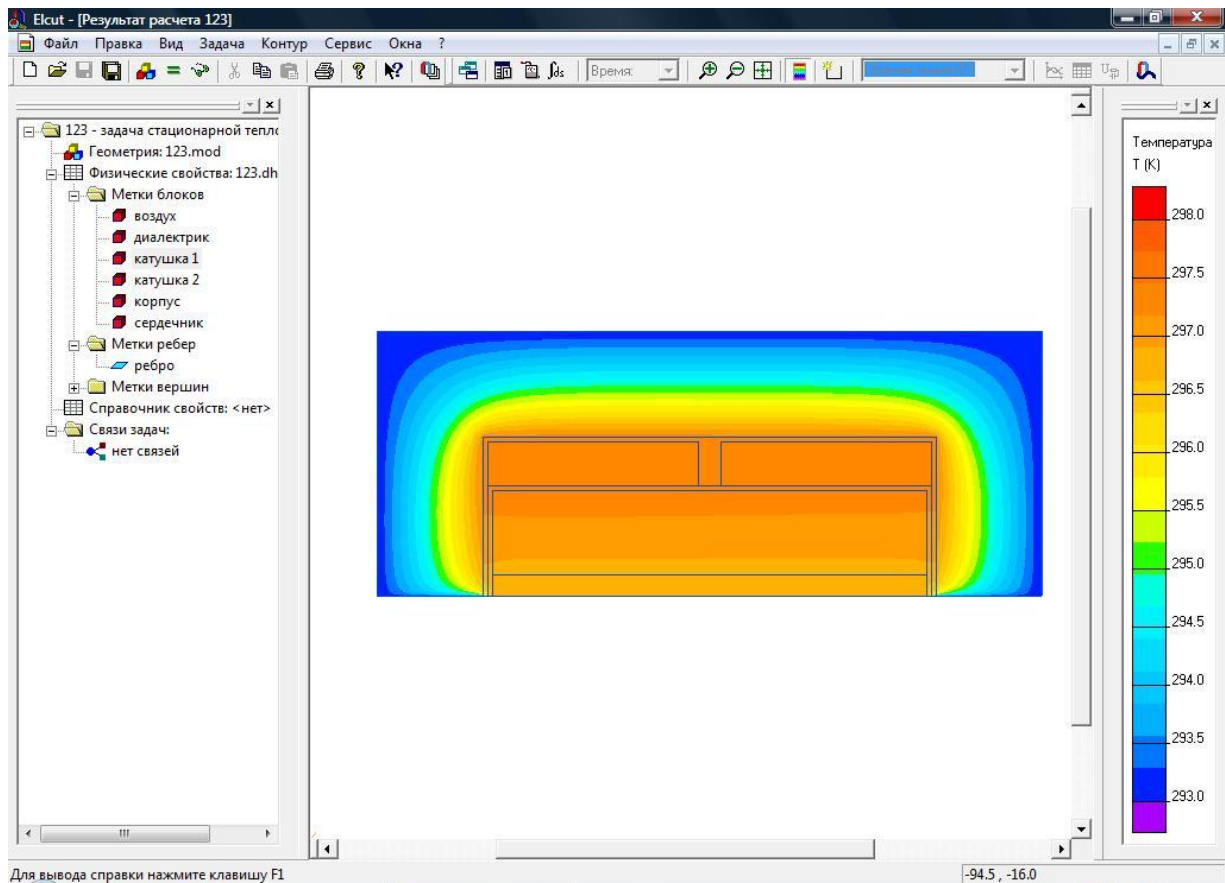 Elcut - [Результат расчета 123]
Файл Правка Вид Задача Контур Сервис Окна ?
Время:
123 - задача стационарной тепло
Геометрия: 123.mod
Физические свойства: 123.dh
Метки блоков
воздух
диалектрик
катушка 1
катушка 2
корпус
сердечник
Метки ребер
ребро
Метки вершин
Справочник свойств: <нет>
Связи задач:
нет связей
Температура
T (K)
298.0
297.5
297.0
296.5
296.0
295.5
295.0
294.5
294.0
293.5
293.0
Для вывода справки нажмите клавишу F1
-94.5 , -16.0